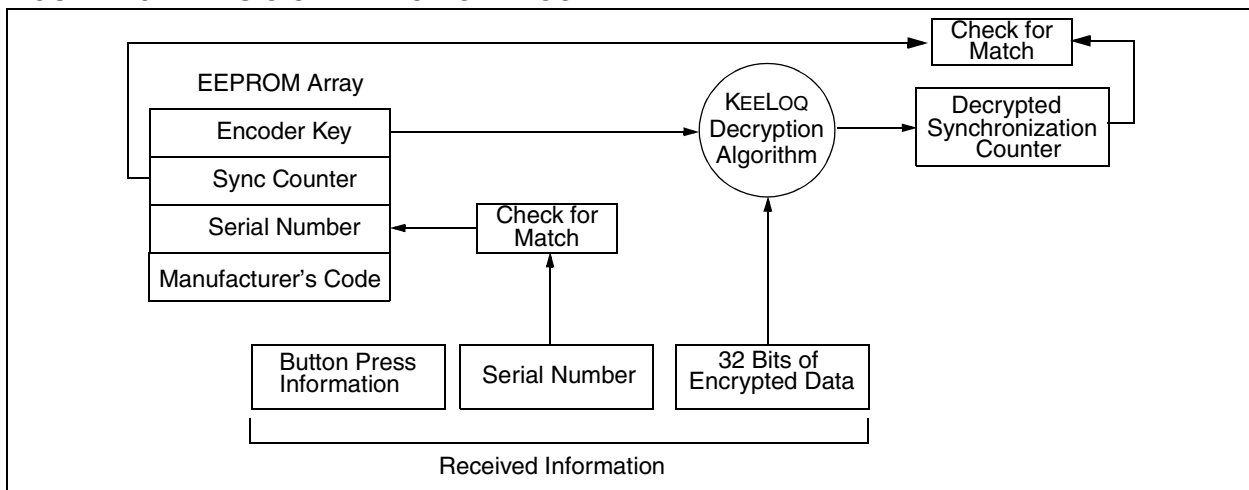 Check for
Match
EEPROM Array
KEELOQ
Decryption
Algorithm
Encoder Key
Decrypted
Synchronization
Counter
Sync Counter
Serial Number
Check for
Match
Manufacturer's Code
Button Press
Information
Serial Number
32 Bits of
Encrypted Data
Received Information